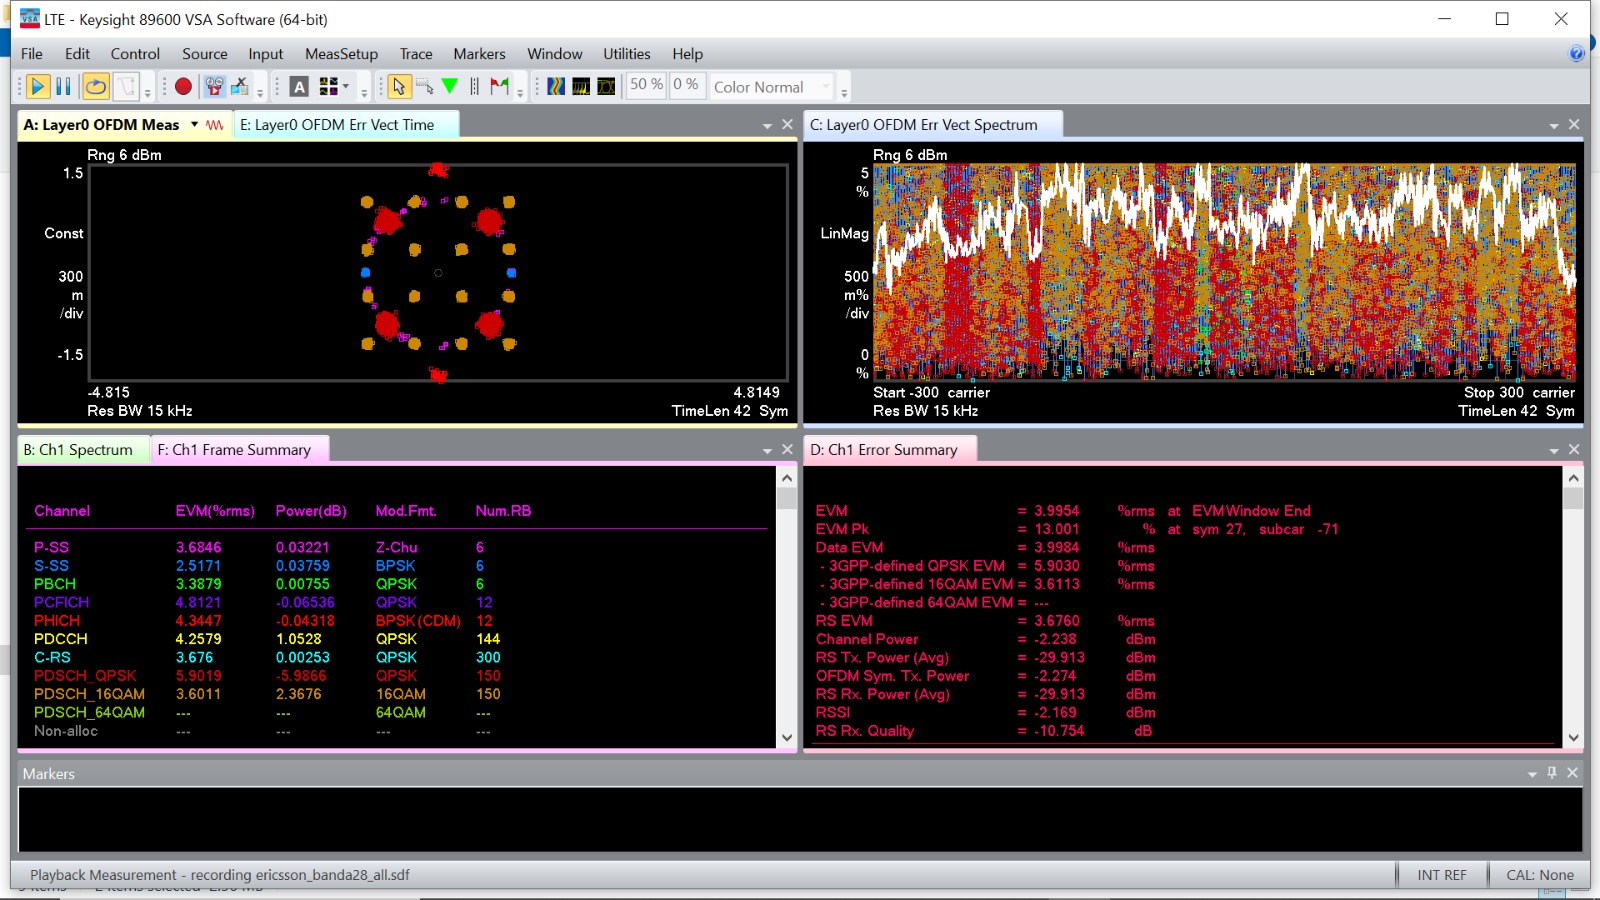 LTE - Keysight 89600 VSA Software (64-bit)
File Edit Control Source Input MeasSetup Trace Markers Window Utilities Help
A 50 % 0 % Color Normal
A: Layer0 OFDM Meas E: Layer0 OFDM Err Vect Time
Rng 6 dBm
1.5
Const
300
m
/div
-1.5
-4.815 4.8149
Res BW 15 kHz TimeLen 42 Sym
C: Layer0 OFDM Err Vect Spectrum
Rng 6 dBm
5
%
LinMag
500
m%
/div
0
%
Start -300 carrier Stop 300 carrier
Res BW 15 kHz TimeLen 42 Sym
B: Ch1 Spectrum F: Ch1 Frame Summary
Channel EVM(%rms) Power(dB) Mod.Fmt. Num.RB
P-SS 3.6846 0.03221 Z-Chu 6
S-SS 2.5171 0.03759 BPSK 6
PBCH 3.3879 0.00755 QPSK 6
PCFICH 4.8121 -0.06536 QPSK 12
PHICH 4.3447 -0.04318 BPSK(CDM) 12
PDCCH 4.2579 1.0528 QPSK 144
C-RS 3.676 0.00253 QPSK 300
PDSCH_QPSK 5.9019 -5.9866 QPSK 150
PDSCH_16QAM 3.6011 2.3676 16QAM 150
PDSCH_64QAM --- --- 64QAM ---
Non-alloc --- --- --- ---
D: Ch1 Error Summary
EVM = 3.9954 %rms at EVMWindow End
EVM Pk = 13.001 % at sym 27, subcar -71
Data EVM = 3.9984 %rms
- 3GPP-defined QPSK EVM = 5.9030 %rms
- 3GPP-defined 16QAM EVM = 3.6113 %rms
- 3GPP-defined 64QAM EVM = ---
RS EVM = 3.6760 %rms
Channel Power = -2.238 dBm
RS Tx. Power (Avg) = -29.913 dBm
OFDM Sym. Tx. Power = -2.274 dBm
RS Rx. Power (Avg) = -29.913 dBm
RSSI = -2.169 dBm
RS Rx. Quality = -10.754 dB
Markers
Playback Measurement - recording ericsson_banda28_all.sdf INT REF CAL: None